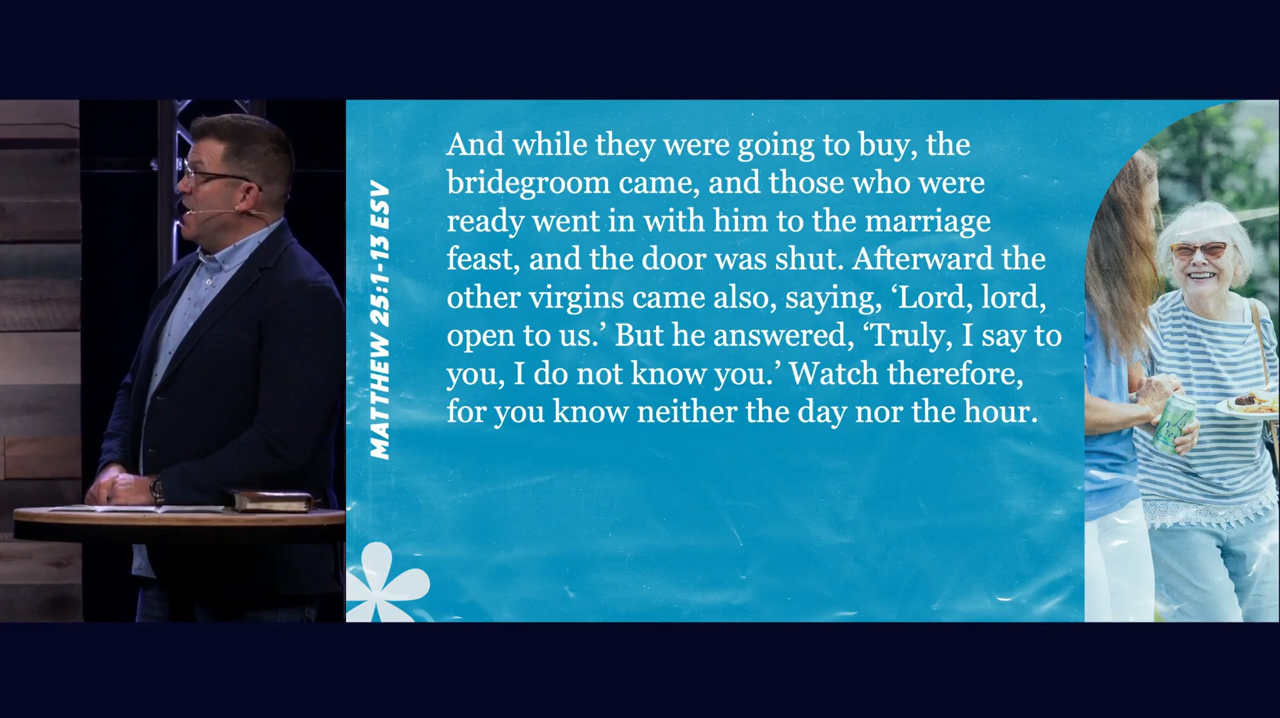 MATTHEW 25:1-13 ESV
And while they were going to buy, the
bridegroom came, and those who were
ready went in with him to the marriage
feast, and the door was shut. Afterward the
other virgins came also, saying, ‘Lord, lord,
open to us.’ But he answered, ‘Truly, I say to
you, I do not know you.’ Watch therefore,
for you know neither the day nor the hour.